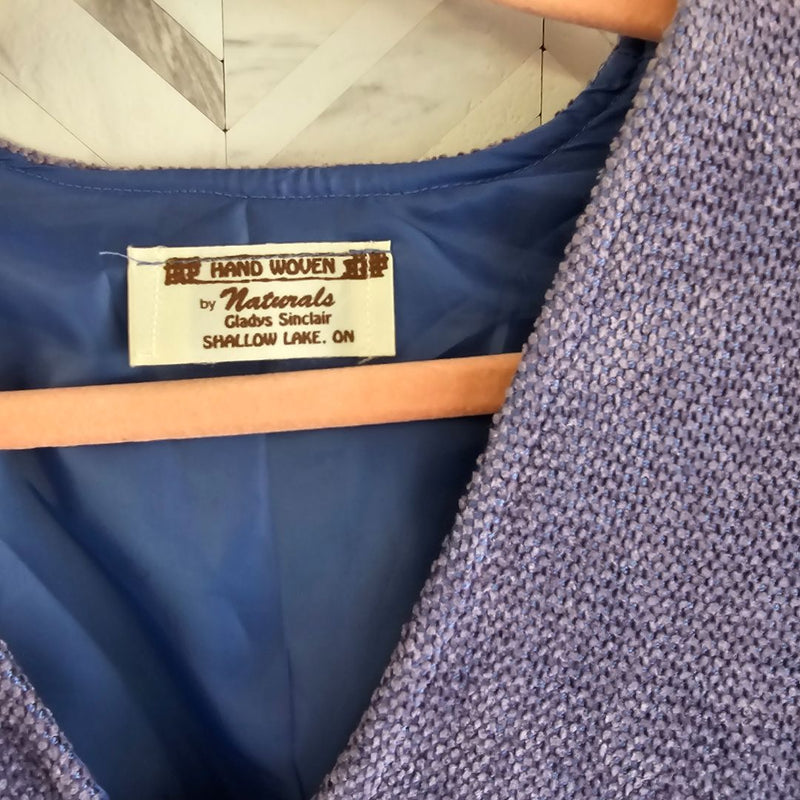 HAND WOVEN
by Naturals
Gladys Sinclair
SHALLOW LAKE. ON